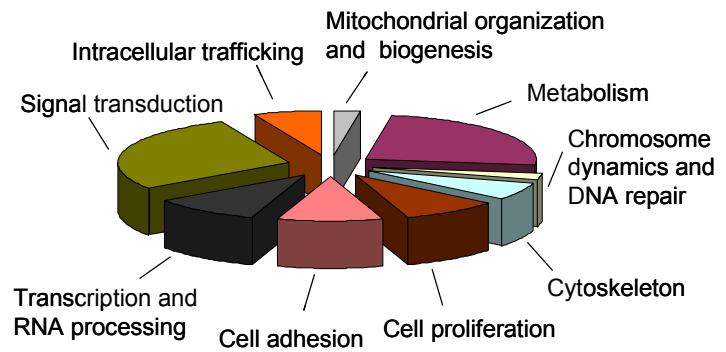 Mitochondrial organization
and biogenesis
Intracellular trafficking
Signal transduction
Metabolism
Chromosome
dynamics and
DNA repair
Cytoskeleton
Transcription and
RNA processing
Cell adhesion
Cell proliferation